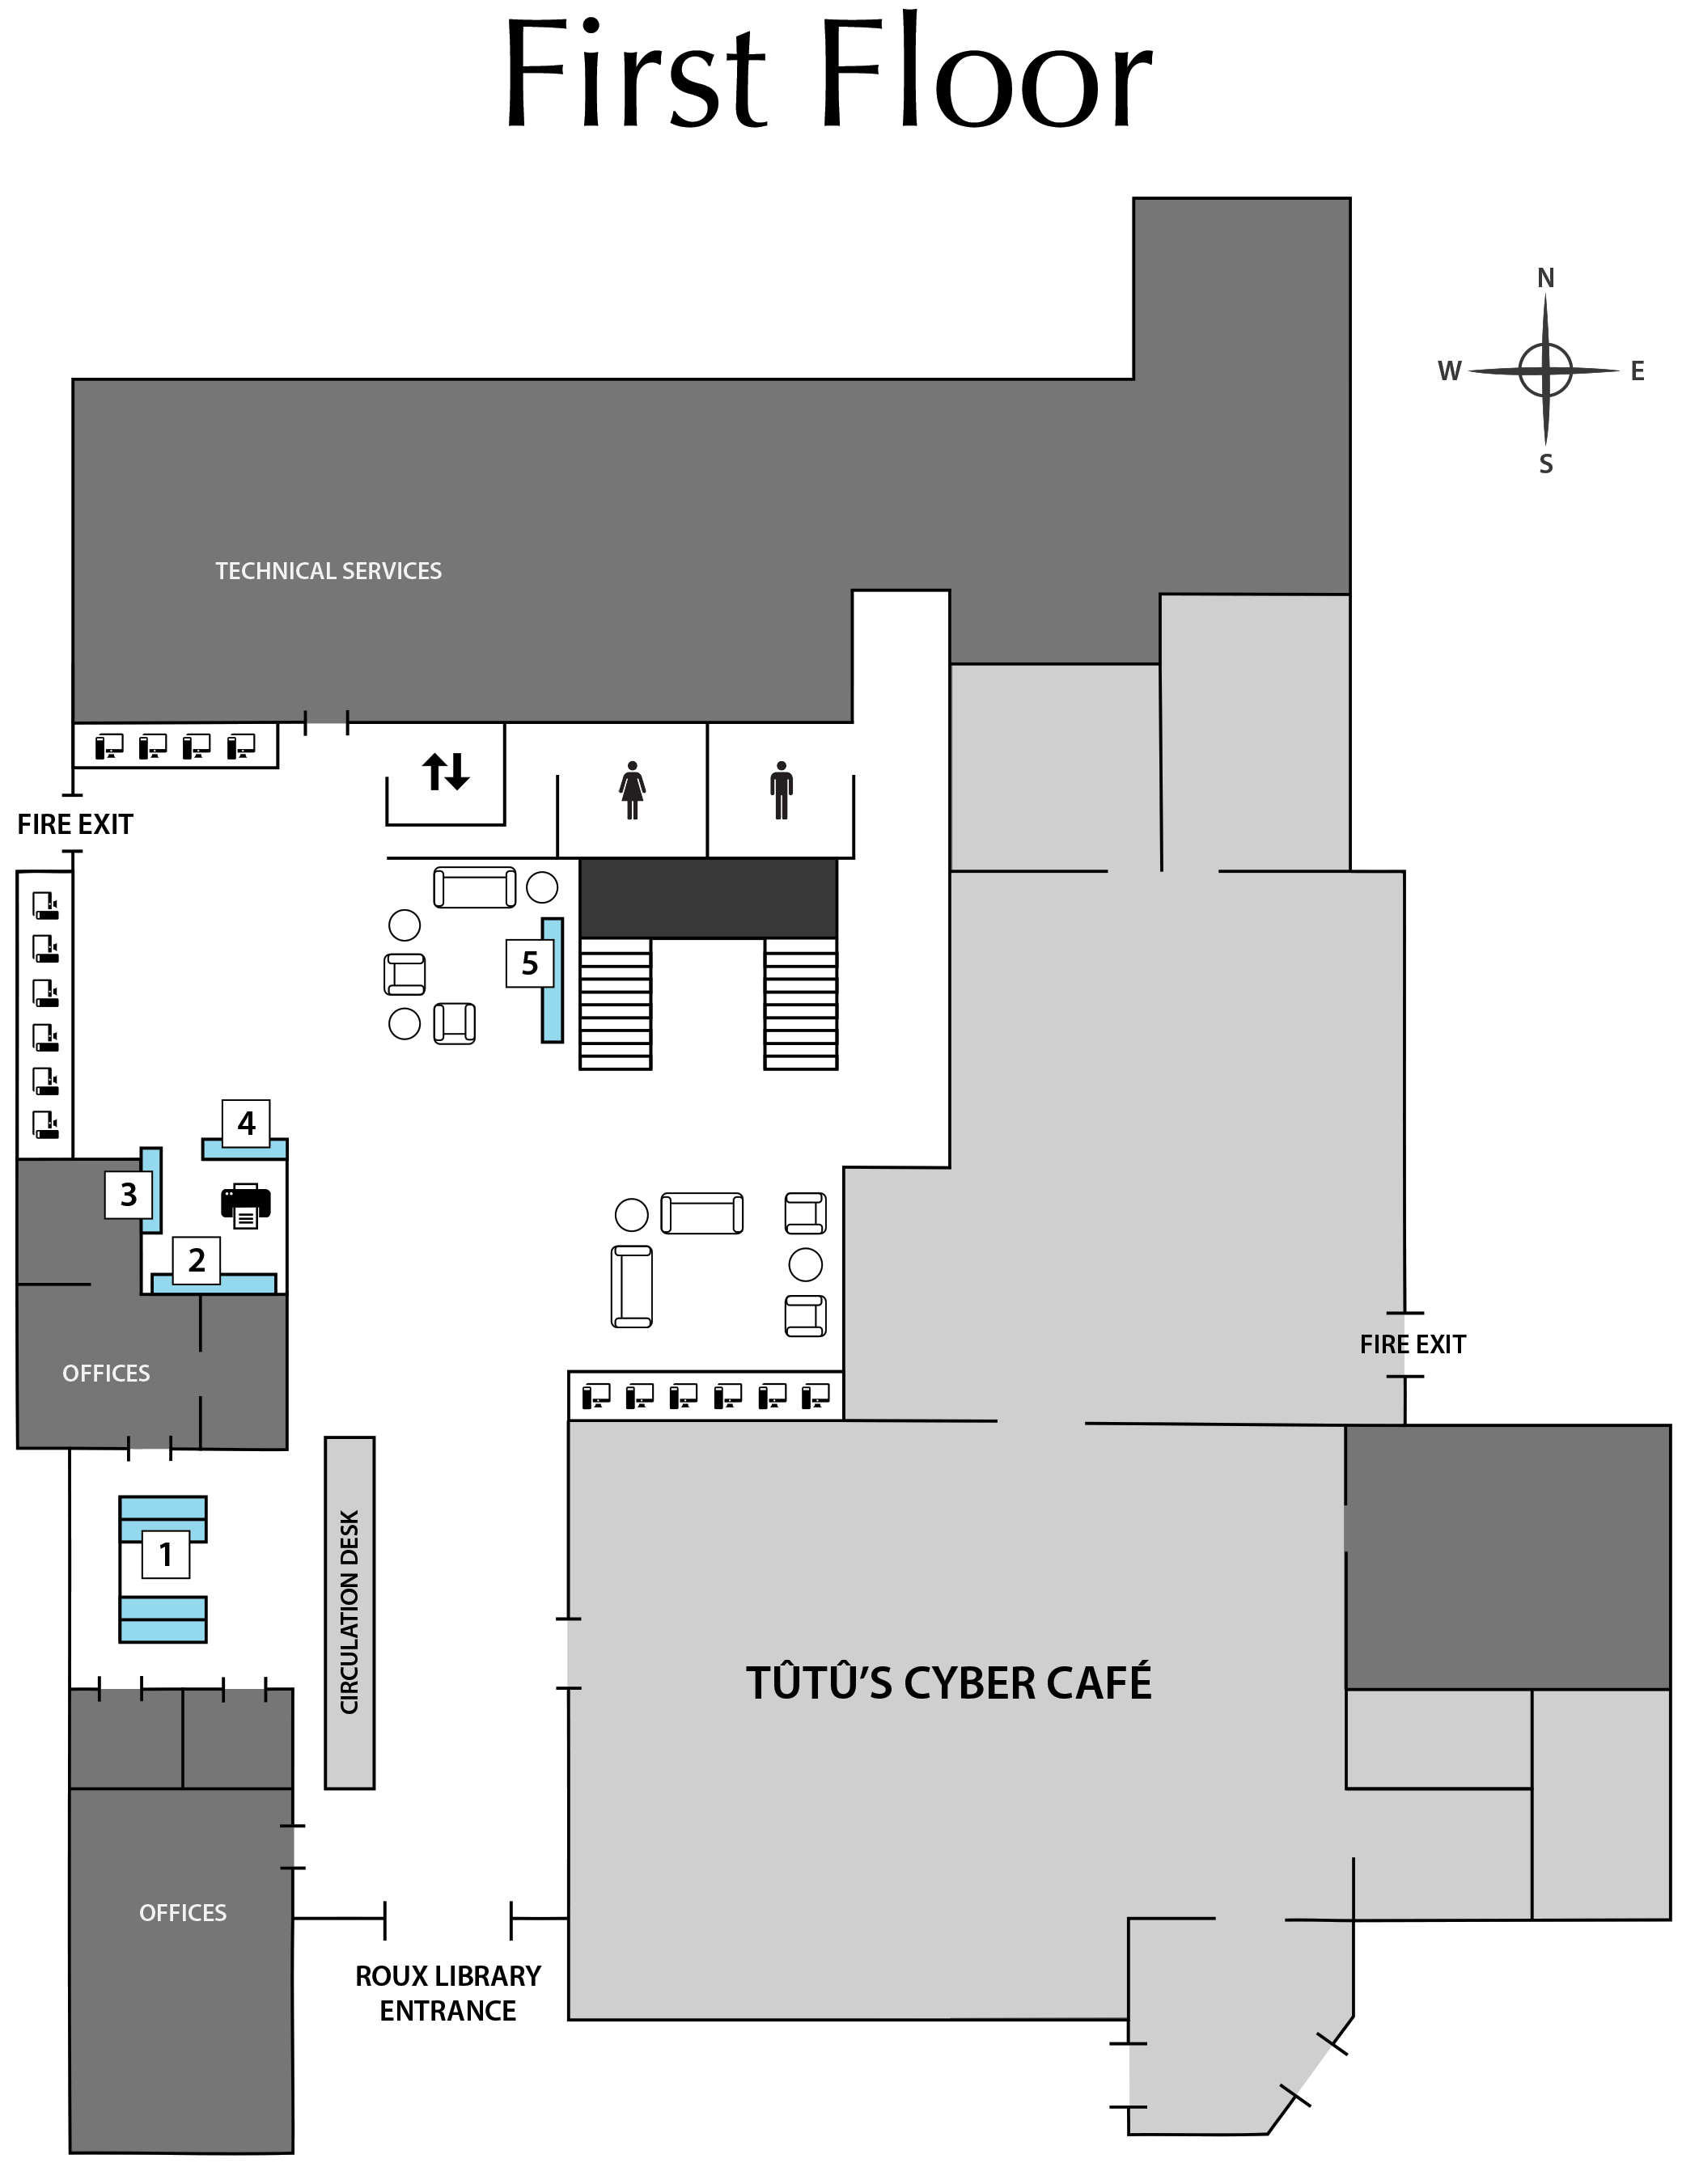 First Floor
N
W
E
S
TECHNICAL SERVICES
FIRE EXIT
5
4
3
2
FIRE EXIT
OFFICES
1
CIRCULATION DESK
TÛTÛ’S CYBER CAFÉ
OFFICES
ROUX LIBRARY
ENTRANCE